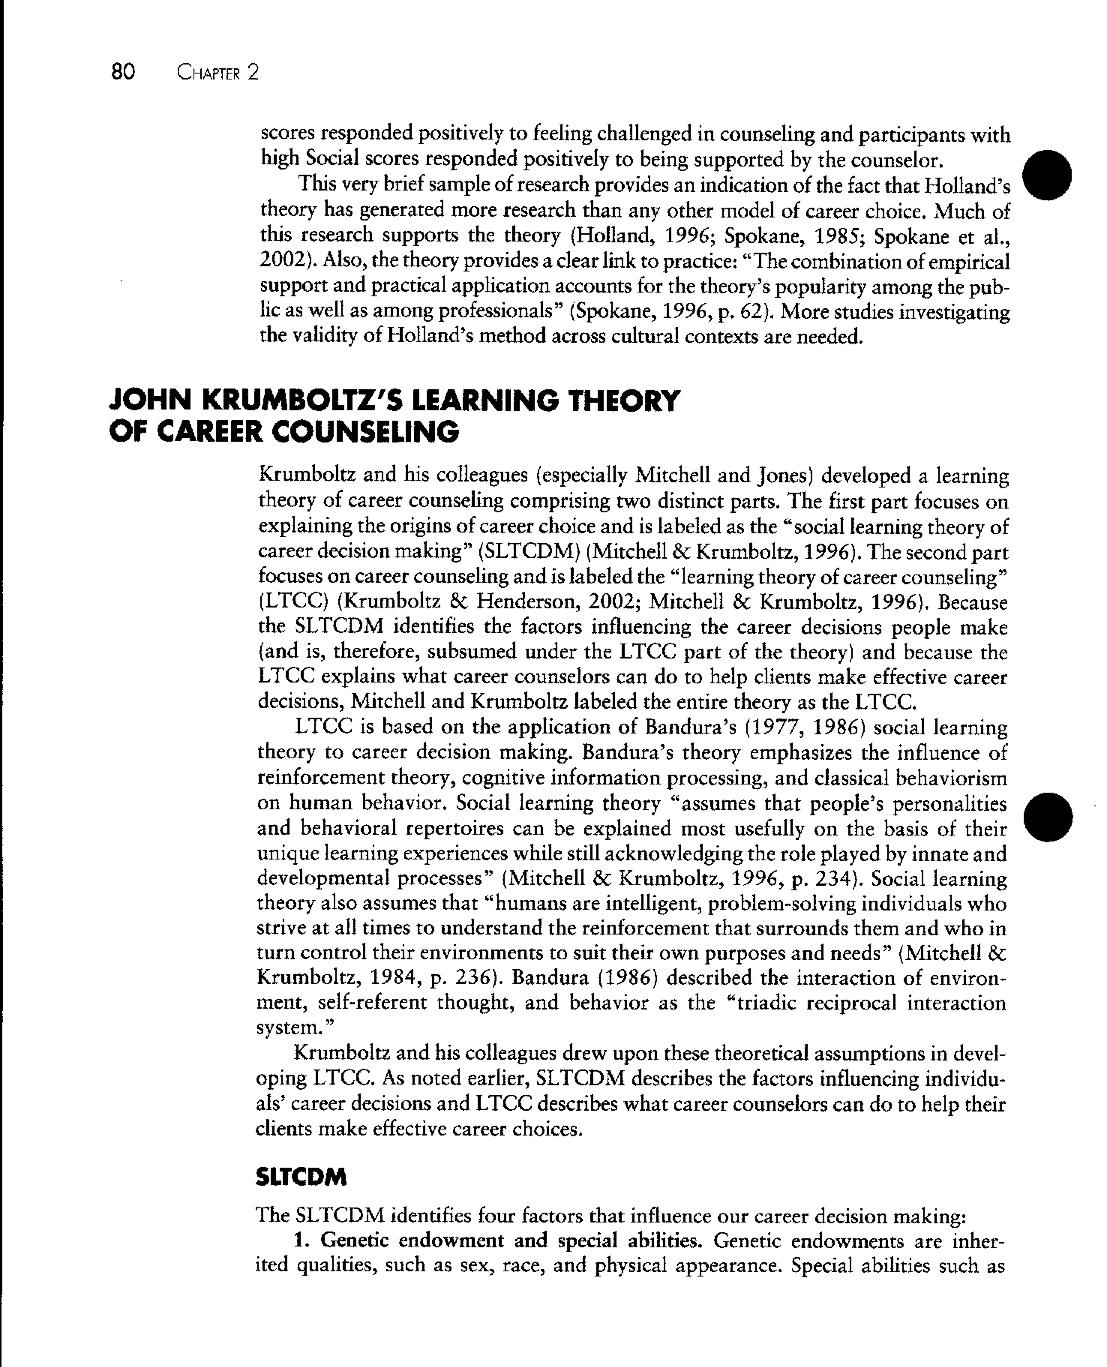 80 CHAPTER 2
scores responded positively to feeling challenged in counseling and participants with
high Social scores responded positively to being supported by the counselor.
This very brief sample of research provides an indication of the fact that Holland's
theory has generated more research than any other model of career choice. Much of
this research supports the theory (Holland, 1996; Spokane, 1985; Spokane et al.,
2002). Also, the theory provides a clear link to practice: “The combination of empirical
support and practical application accounts for the theory's popularity among the pub-
lic as well as among professionals” (Spokane, 1996, p. 62). More studies investigating
the validity of Holland's method across cultural contexts are needed.
JOHN KRUMBOLTZ'S LEARNING THEORY
OF CAREER COUNSELING
Krumboltz and his colleagues (especially Mitchell and Jones) developed a learning
theory of career counseling comprising two distinct parts. The first part focuses on
explaining the origins of career choice and is labeled as the “social learning theory of
career decision making” (SLTCDM) (Mitchell & Krumboltz, 1996). The second part
focuses on career counseling and is labeled the “learning theory of career counseling”
(LTCC) (Krumboltz & Henderson, 2002; Mitchell & Krumboltz, 1996). Because
the SLTCDM identifies the factors influencing the career decisions people make
(and is, therefore, subsumed under the LTCC part of the theory) and because the
LTCC explains what career counselors can do to help clients make effective career
decisions, Mitchell and Krumboltz labeled the entire theory as the LTCC.
LTCC is based on the application of Bandura's (1977, 1986) social learning
theory to career decision making. Bandura's theory emphasizes the influence of
reinforcement theory, cognitive information processing, and classical behaviorism
on human behavior. Social learning theory “assumes that people's personalities
and behavioral repertoires can be explained most usefully on the basis of their
unique learning experiences while still acknowledging the role played by innate and
developmental processes” (Mitchell & Krumboltz, 1996, p. 234). Social learning
theory also assumes that “humans are intelligent, problem-solving individuals who
strive at all times to understand the reinforcement that surrounds them and who in
turn control their environments to suit their own purposes and needs” (Mitchell &
Krumboltz, 1984, p. 236). Bandura (1986) described the interaction of environ-
ment, self-referent thought, and behavior as the “triadic reciprocal interaction
system.”
Krumboltz and his colleagues drew upon these theoretical assumptions in devel-
oping LTCC. As noted earlier, SLTCDM describes the factors influencing individu-
als' career decisions and LTCC describes what career counselors can do to help their
clients make effective career choices.
SLTCDM
The SLTCDM identifies four factors that influence our career decision making:
1. Genetic endowment and special abilities. Genetic endowments are inher-
ited qualities, such as sex, race, and physical appearance. Special abilities such as